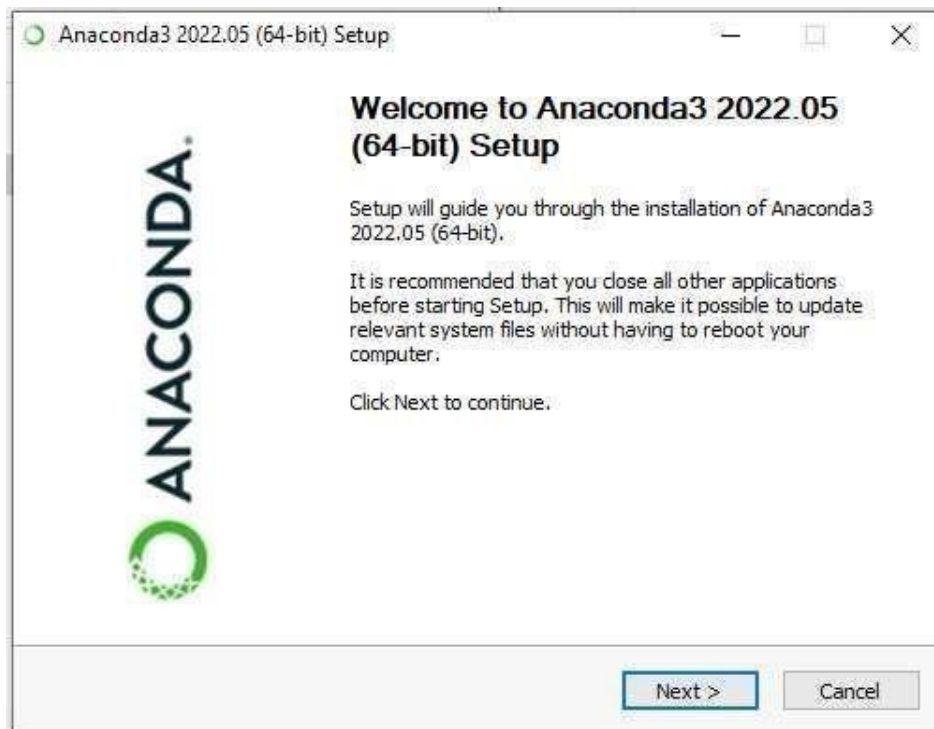 Anaconda3 2022.05 (64-bit) Setup
ANACONDA.
Welcome to Anaconda3 2022.05
(64-bit) Setup
Setup will guide you through the installation of Anaconda3
2022.05 (64-bit).
It is recommended that you close all other applications
before starting Setup. This will make it possible to update
relevant system files without having to reboot your
computer.
Click Next to continue.
Next >
Cancel